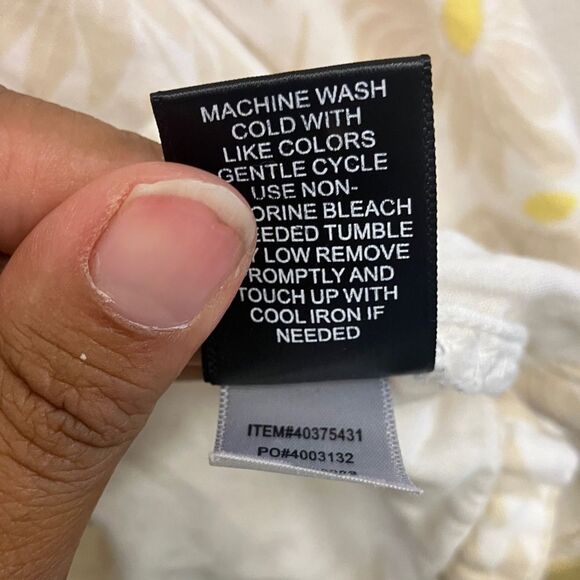 MACHINE WASH
COLD WITH
LIKE COLORS
GENTLE CYCLE
USE NON-
ORINE BLEACH
EEDED TUMBLE
Y LOW REMOVE
ROMPTLY AND
TOUCH UP WITH
COOL IRON IF
NEEDED
ITEM#40375431
PO#4003132